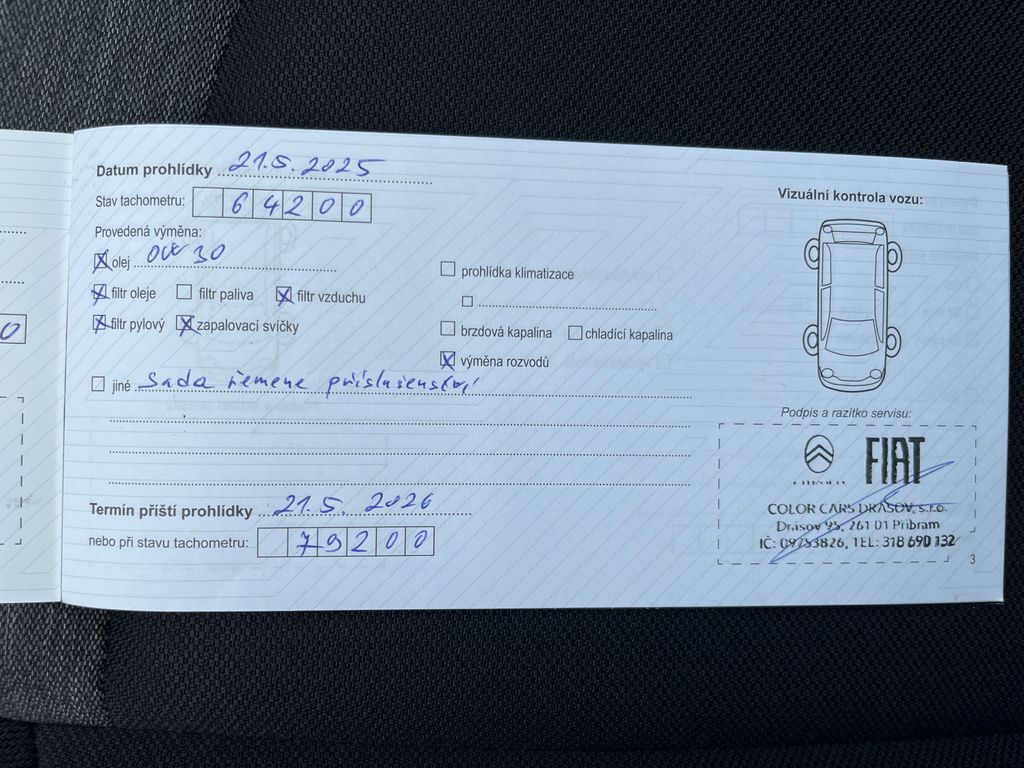 Datum prohlídky 21.5.2025
Stav tachometru: 64200
Provedená výměna:
olej 0W30
filtr oleje filtr paliva filtr vzduchu
filtr pylový zapalovací svíčky
prohlídka klimatizace
brzdová kapalina chladící kapalina
výměna rozvodů
jiné Sada řemene příslušenství
Termín příští prohlídky 21.5.2026
nebo při stavu tachometru: 79200
Vizuální kontrola vozu:
Podpis a razítko servisu:
FIAT
COLOR CARS DRASOV, s.r.o.
Drásov 95, 261 01 Příbram
IČ: 09753826, TEL: 318 690 132
3
0